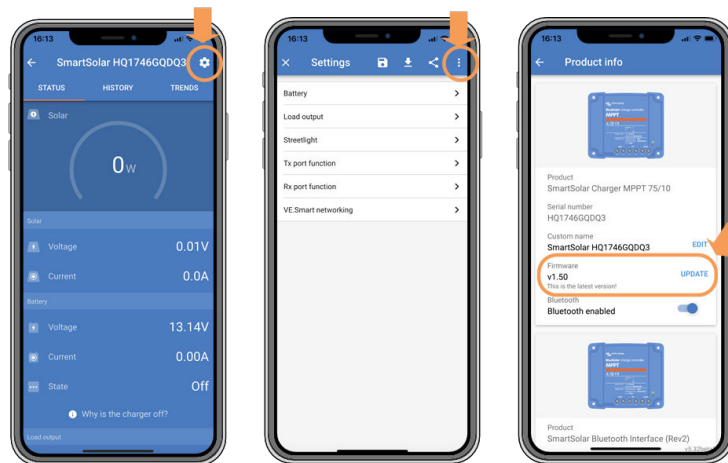 16:13
SmartSolar HQ1746GQDQ3
STATUS
HISTORY
TRENDS
Solar
0W
Solar
Voltage
0.01V
Current
0.0A
Battery
Voltage
13.14V
Current
0.00A
State
Off
Why is the charger off?
Load output
16:13
Settings
Battery
Load output
Streetlight
Tx port function
Rx port function
VE.Smart networking
16:13
Product info
MPPT
Product
SmartSolar Charger MPPT 75/10
Serial number
HQ1746GQDQ3
Custom name
SmartSolar HQ1746GQDQ3
EDIT
Firmware
v1.50
UPDATE
This is the latest version!
Bluetooth
Bluetooth enabled
MPPT
Product
SmartSolar Bluetooth Interface (Rev2)